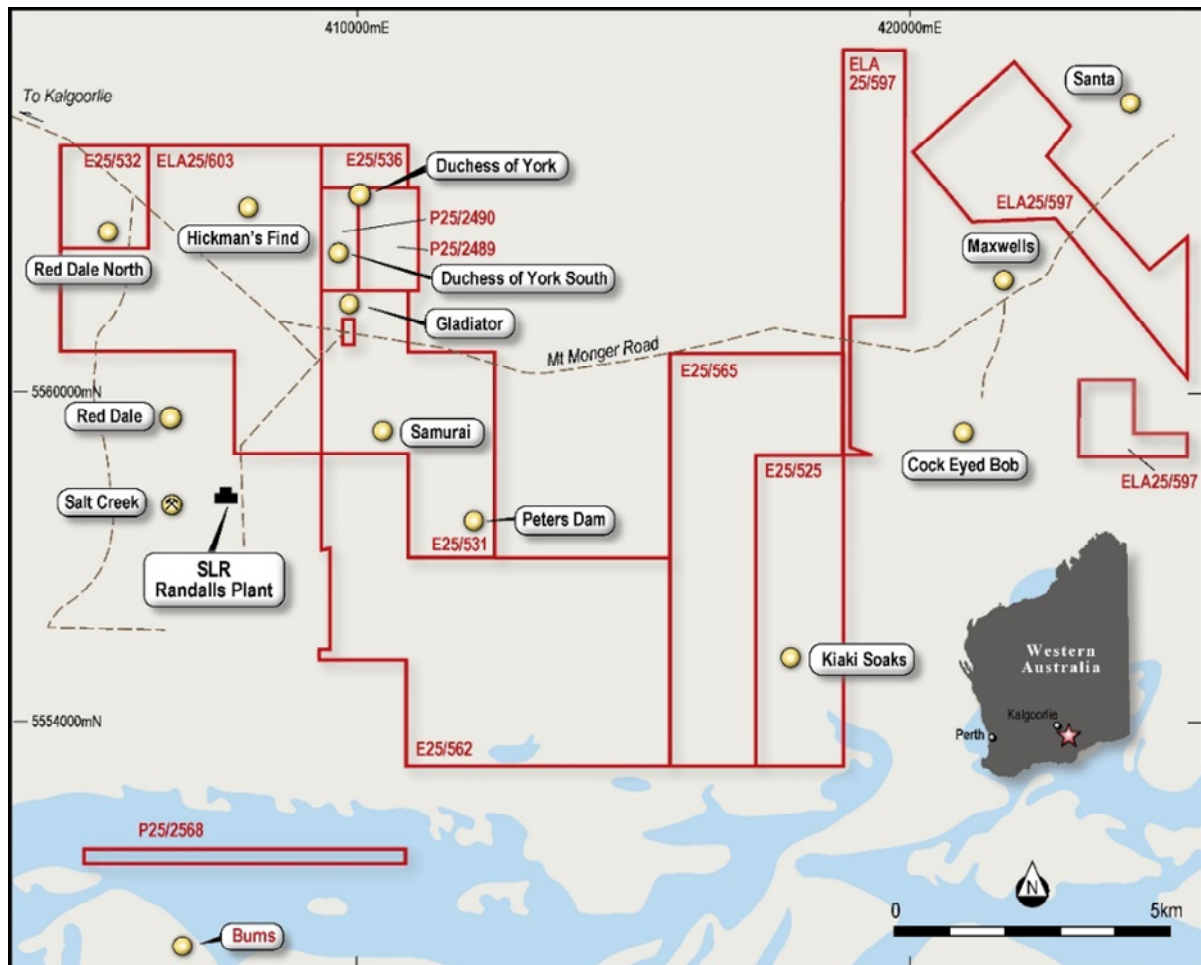 410000mE
420000mE
To Kalgoorlie
ELA
25/597
Santa
E25/532
ELA25/603
E25/536
Duchess of York
P25/2490
P25/2489
ELA25/597
Hickman's Find
Red Dale North
Duchess of York South
Maxwells
Gladiator
Mt Monger Road
E25/565
5560000mN
Red Dale
Samurai
Cock Eyed Bob
E25/525
ELA25/597
Salt Creek
Peters Dam
E25/531
SLR
Randalls Plant
Kiaki Soaks
Western
Australia
Kalgoorlie
Perth
5554000mN
E25/562
P25/2568
N
0
5km
Bums